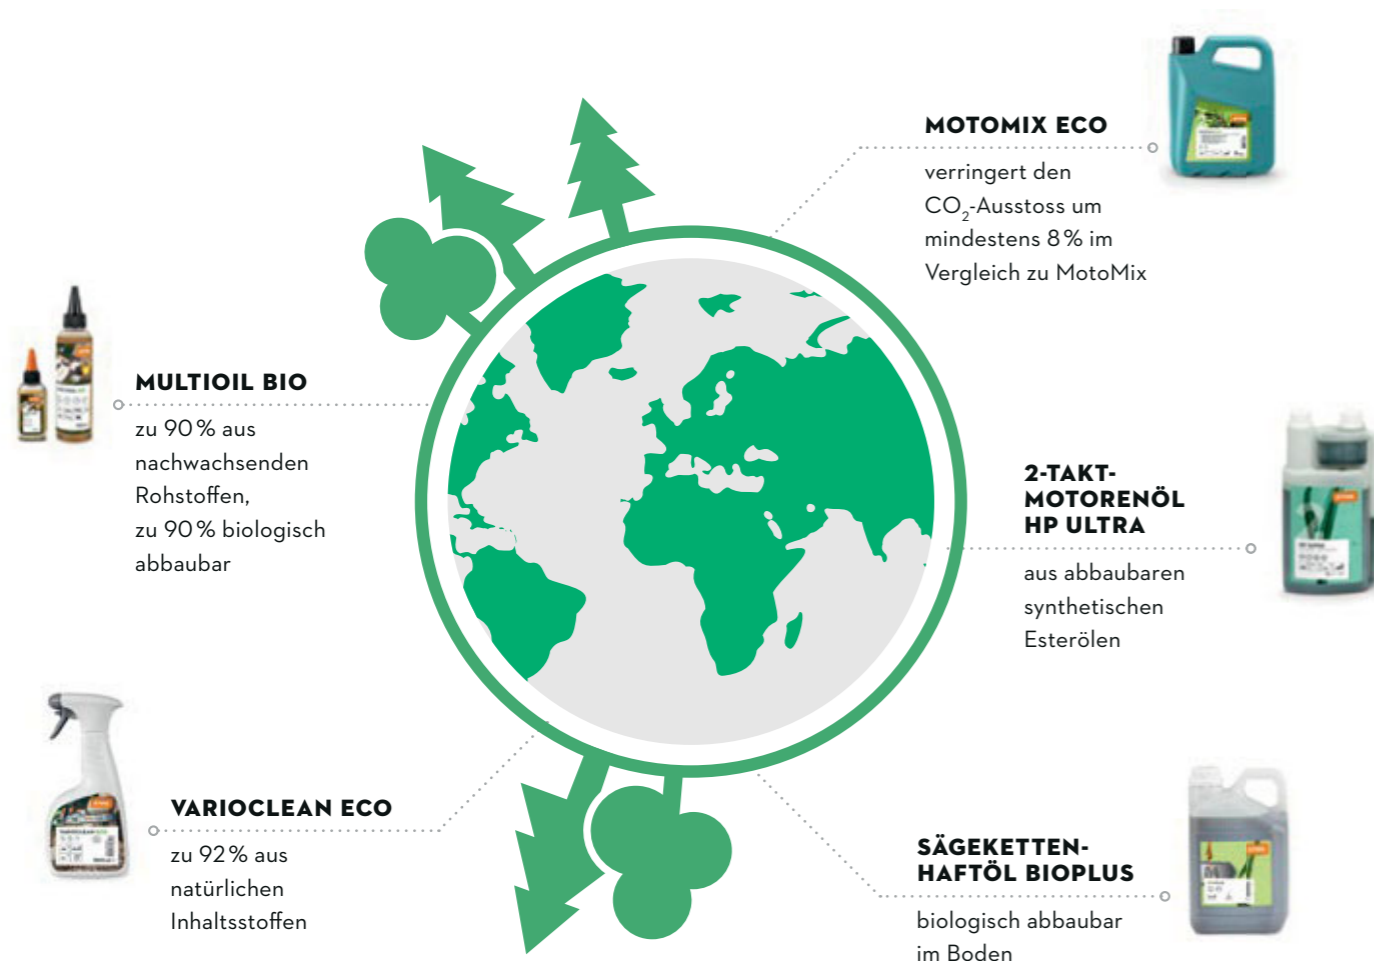 MOTOMIX ECO
verringert den
CO₂-Ausstoss um
mindestens 8 % im
Vergleich zu MotoMix
MULTIOIL BIO
zu 90 % aus
nachwachsenden
Rohstoffen,
zu 90 % biologisch
abbaubar
2-TAKT-
MOTORENÖL
HP ULTRA
aus abbaubaren
synthetischen
Esterölen
VARIOCLEAN ECO
zu 92 % aus
natürlichen
Inhaltsstoffen
SÄGEKETTEN-
HAFTÖL BIOPLUS
biologisch abbaubar
im Boden